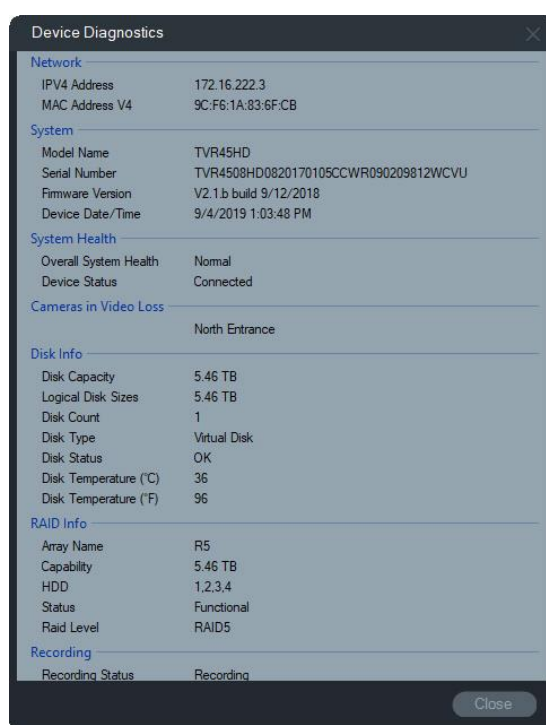 Device Diagnostics
Network
IPV4 Address 172.16.222.3
MAC Address V4 9C:F6:1A:83:6F:CB
System
Model Name TVR45HD
Serial Number TVR4508HD0820170105CCWR090209812WCVU
Firmware Version V2.1.b build 9/12/2018
Device Date/Time 9/4/2019 1:03:48 PM
System Health
Overall System Health Normal
Device Status Connected
Cameras in Video Loss
North Entrance
Disk Info
Disk Capacity 5.46 TB
Logical Disk Sizes 5.46 TB
Disk Count 1
Disk Type Virtual Disk
Disk Status OK
Disk Temperature (°C) 36
Disk Temperature (°F) 96
RAID Info
Array Name R5
Capability 5.46 TB
HDD 1,2,3,4
Status Functional
Raid Level RAID5
Recording
Recording Status Recording
Close